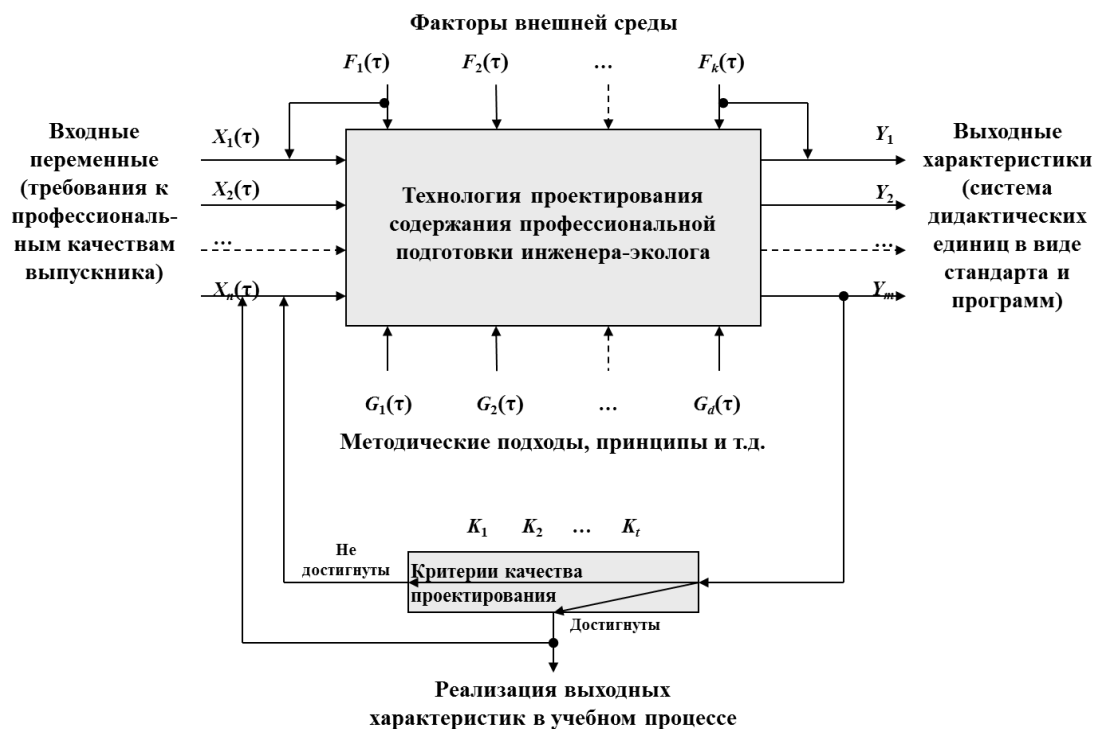 Факторы внешней среды
F1(τ) F2(τ) … Fk(τ)
Входные
переменные
(требования к
профессиональ-
ным качествам
выпускника)
X1(τ)
X2(τ)
…
Xn(τ)
Технология проектирования
содержания профессиональной
подготовки инженера-эколога
Y1
Y2
…
Ym
Выходные
характеристики
(система
дидактических
единиц в виде
стандарта и
программ)
G1(τ) G2(τ) … Gd(τ)
Методические подходы, принципы и т.д.
K1 K2 … Kt
Не
достигнуты
Критерии качества
проектирования
Достигнуты
Реализация выходных
характеристик в учебном процессе